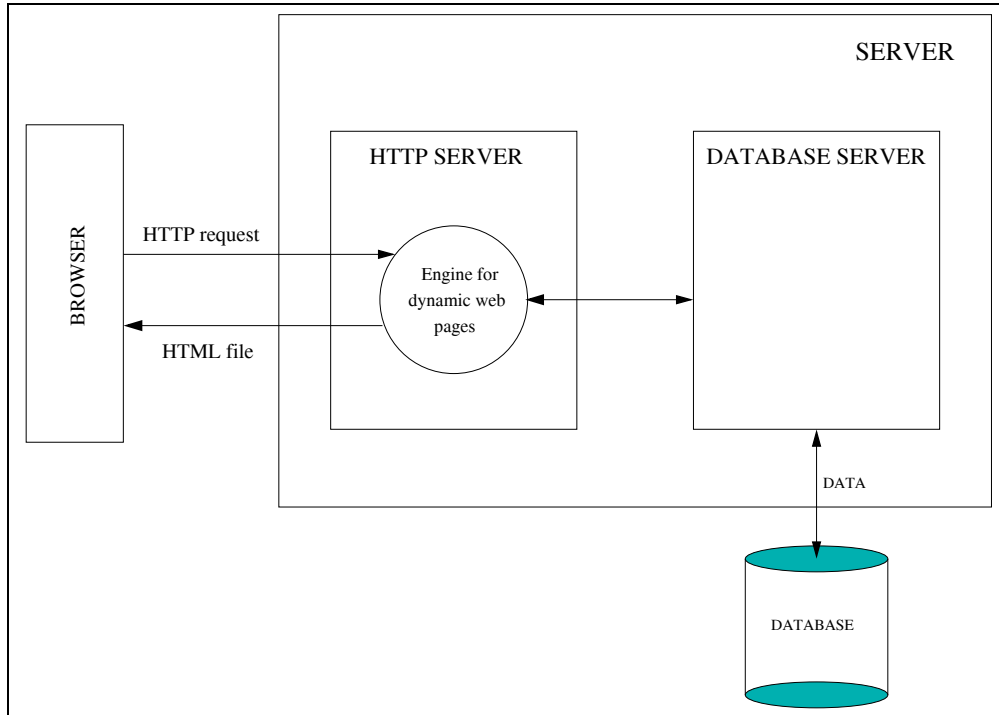 SERVER
HTTP SERVER
DATABASE SERVER
BROWSER
HTTP request
Engine for
dynamic web
pages
HTML file
DATA
DATABASE